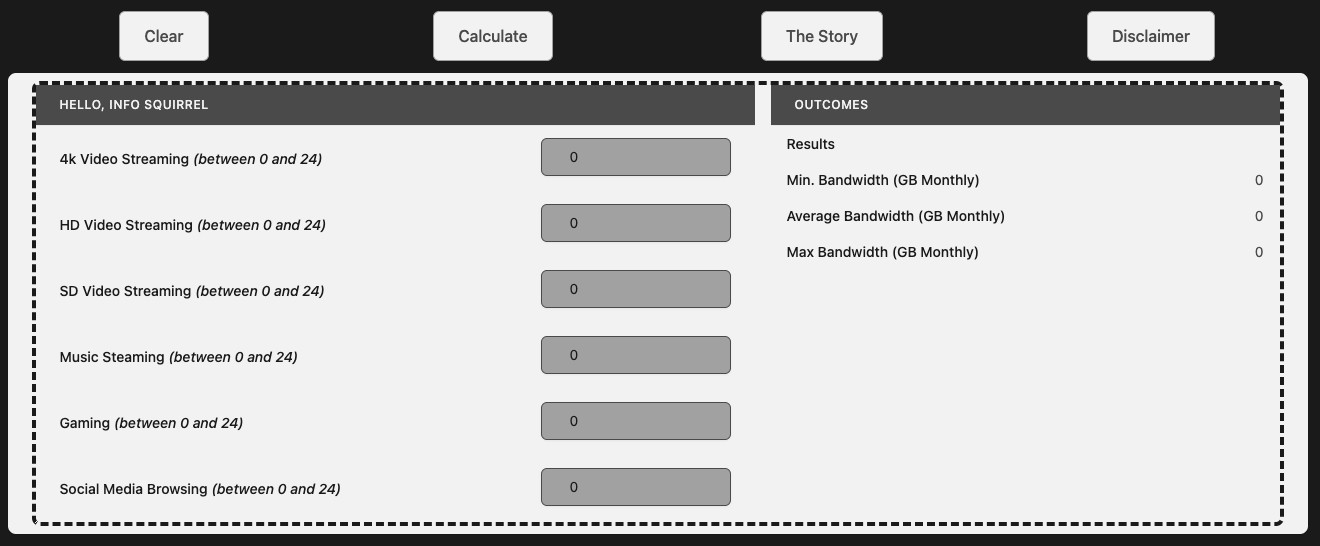 Clear
Calculate
The Story
Disclaimer
HELLO, INFO SQUIRREL
4k Video Streaming (between 0 and 24)
0
HD Video Streaming (between 0 and 24)
0
SD Video Streaming (between 0 and 24)
0
Music Steaming (between 0 and 24)
0
Gaming (between 0 and 24)
0
Social Media Browsing (between 0 and 24)
0
OUTCOMES
Results
Min. Bandwidth (GB Monthly) 0
Average Bandwidth (GB Monthly) 0
Max Bandwidth (GB Monthly) 0